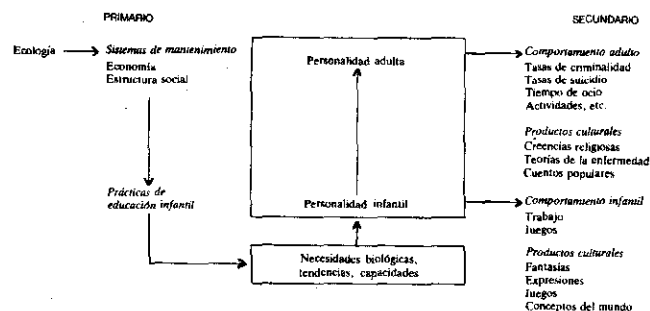 PRIMARIO
SECUNDARIO
Ecología
Sistemas de mantenimiento
Economía
Estructura social
Prácticas de
educación infantil
Personalidad adulta
Personalidad infantil
Necesidades biológicas,
tendencias, capacidades
Comportamiento adulto
Tasas de criminalidad
Tasas de suicidio
Tiempo de ocio
Actividades, etc.
Productos culturales
Creencias religiosas
Teorías de la enfermedad
Cuentos populares
Comportamiento infantil
Trabajo
Juegos
Productos culturales
Fantasías
Expresiones
Juegos
Conceptos del mundo